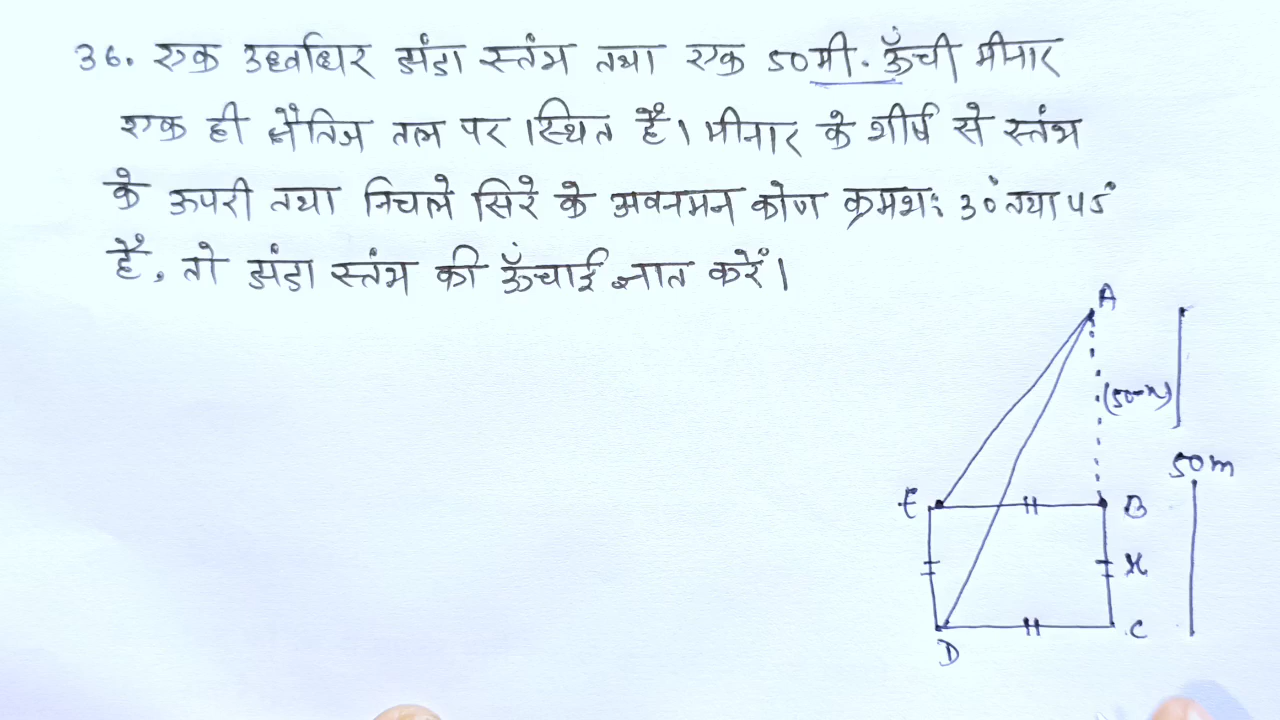 36. एक उर्ध्वाधर झंडा स्तंभ तथा एक 50मी. ऊँची मीनार
एक ही क्षैतिज तल पर स्थित है। मीनार के शीर्ष से स्तंभ
के ऊपरी तथा निचले सिरे के अवनमन कोण क्रमशः 30° तथा 45°
है, तो झंडा स्तंभ की ऊँचाई ज्ञात करें।
A
(50-x)
50m
E
B
x
D
C